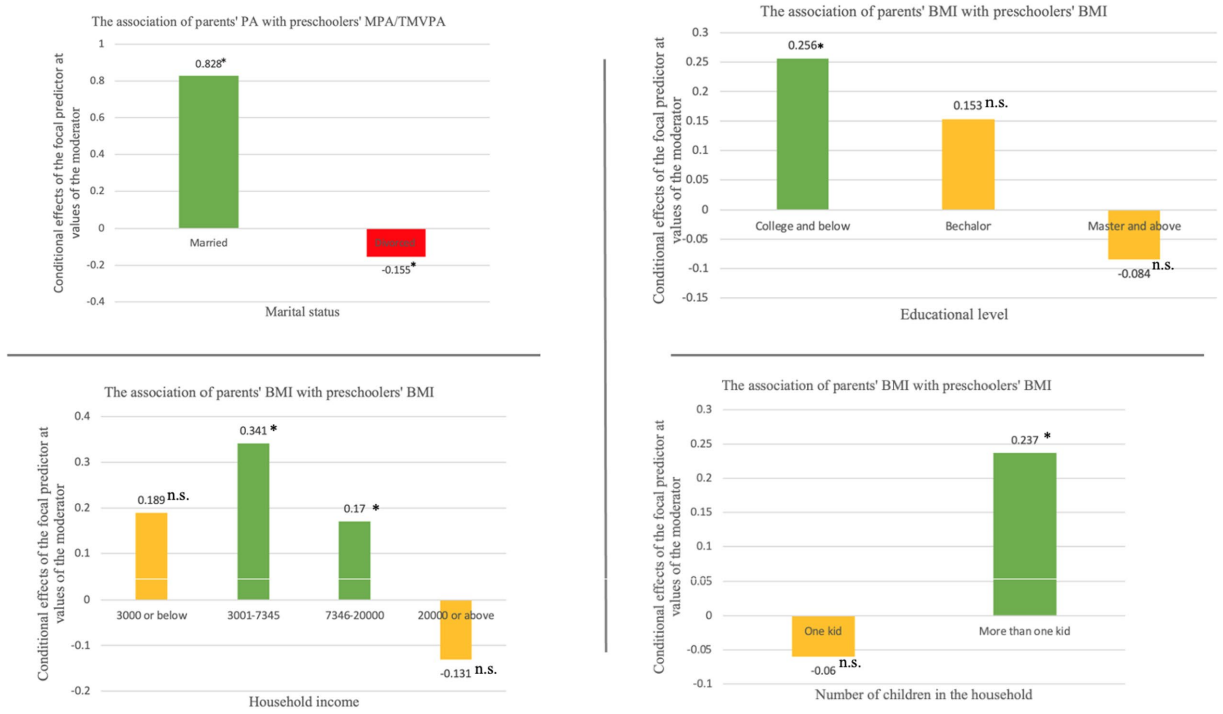 The association of parents' PA with preschoolers' MPA/TMVPA
Conditional effects of the focal predictor at
values of the moderator
1
0.8
0.6
0.4
0.2
0
-0.2
-0.4
0.828*
Married
-0.155*
Marital status
The association of parents' BMI with preschoolers' BMI
Conditional effects of the focal predictor at
values of the moderator
0.3
0.25
0.2
0.15
0.1
0.05
0
-0.05
-0.1
-0.15
0.256*
0.153 n.s.
-0.084 n.s.
College and below
Bechalor
Master and above
Educational level
The association of parents' BMI with preschoolers' BMI
Conditional effects of the focal predictor at
values of the moderator
0.4
0.3
0.2
0.1
0
-0.1
-0.2
0.189 n.s.
0.341 *
0.17 *
-0.131 n.s.
3000 or below
3001-7345
7346-20000
20000 or above
Household income
The association of parents' BMI with preschoolers' BMI
Conditional effects of the focal predictor at
values of the moderator
0.3
0.25
0.2
0.15
0.1
0.05
0
-0.05
-0.1
0.237 *
One kid
More than one kid
-0.06 n.s.
Number of children in the household